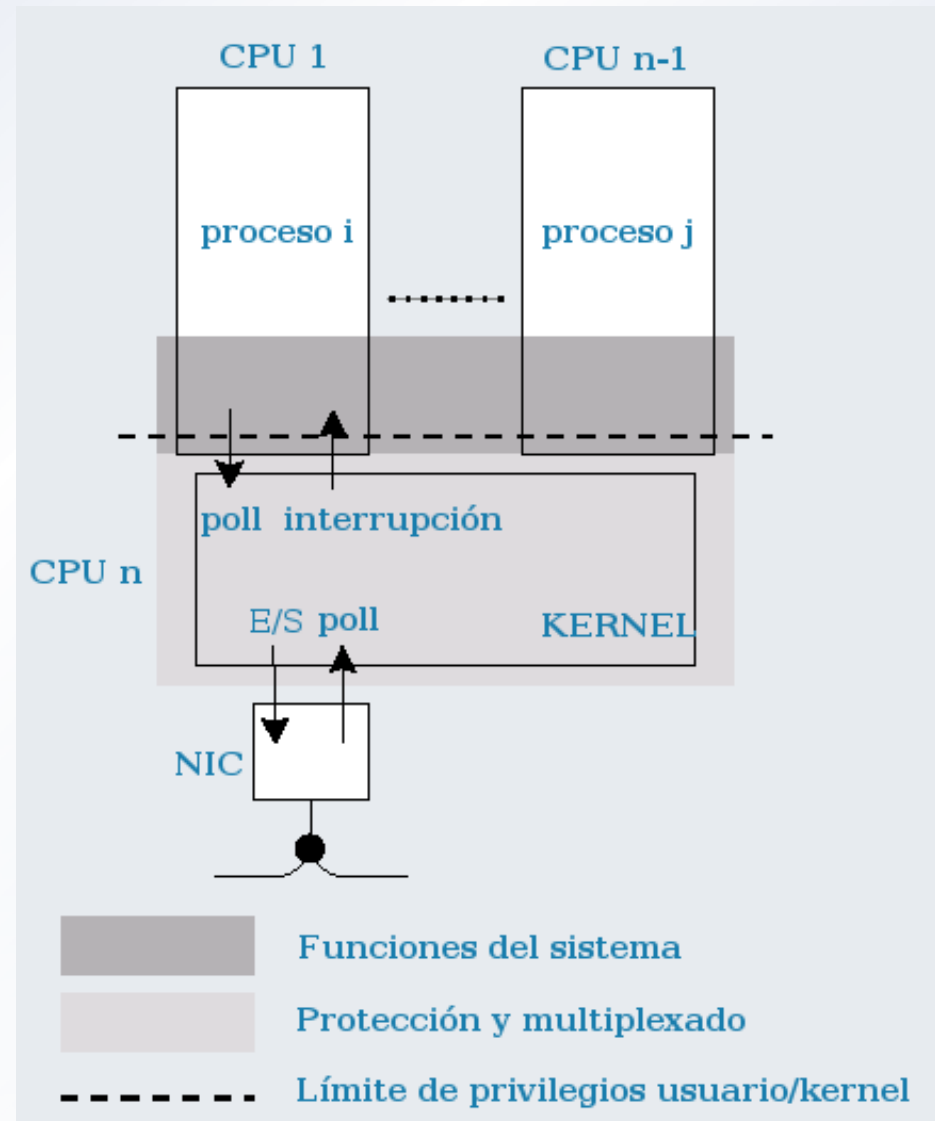 CPU 1
CPU n-1
proceso i
proceso j
poll interrupción
CPU n
E/S poll
KERNEL
NIC
Funciones del sistema
Protección y multiplexado
Límite de privilegios usuario/kernel